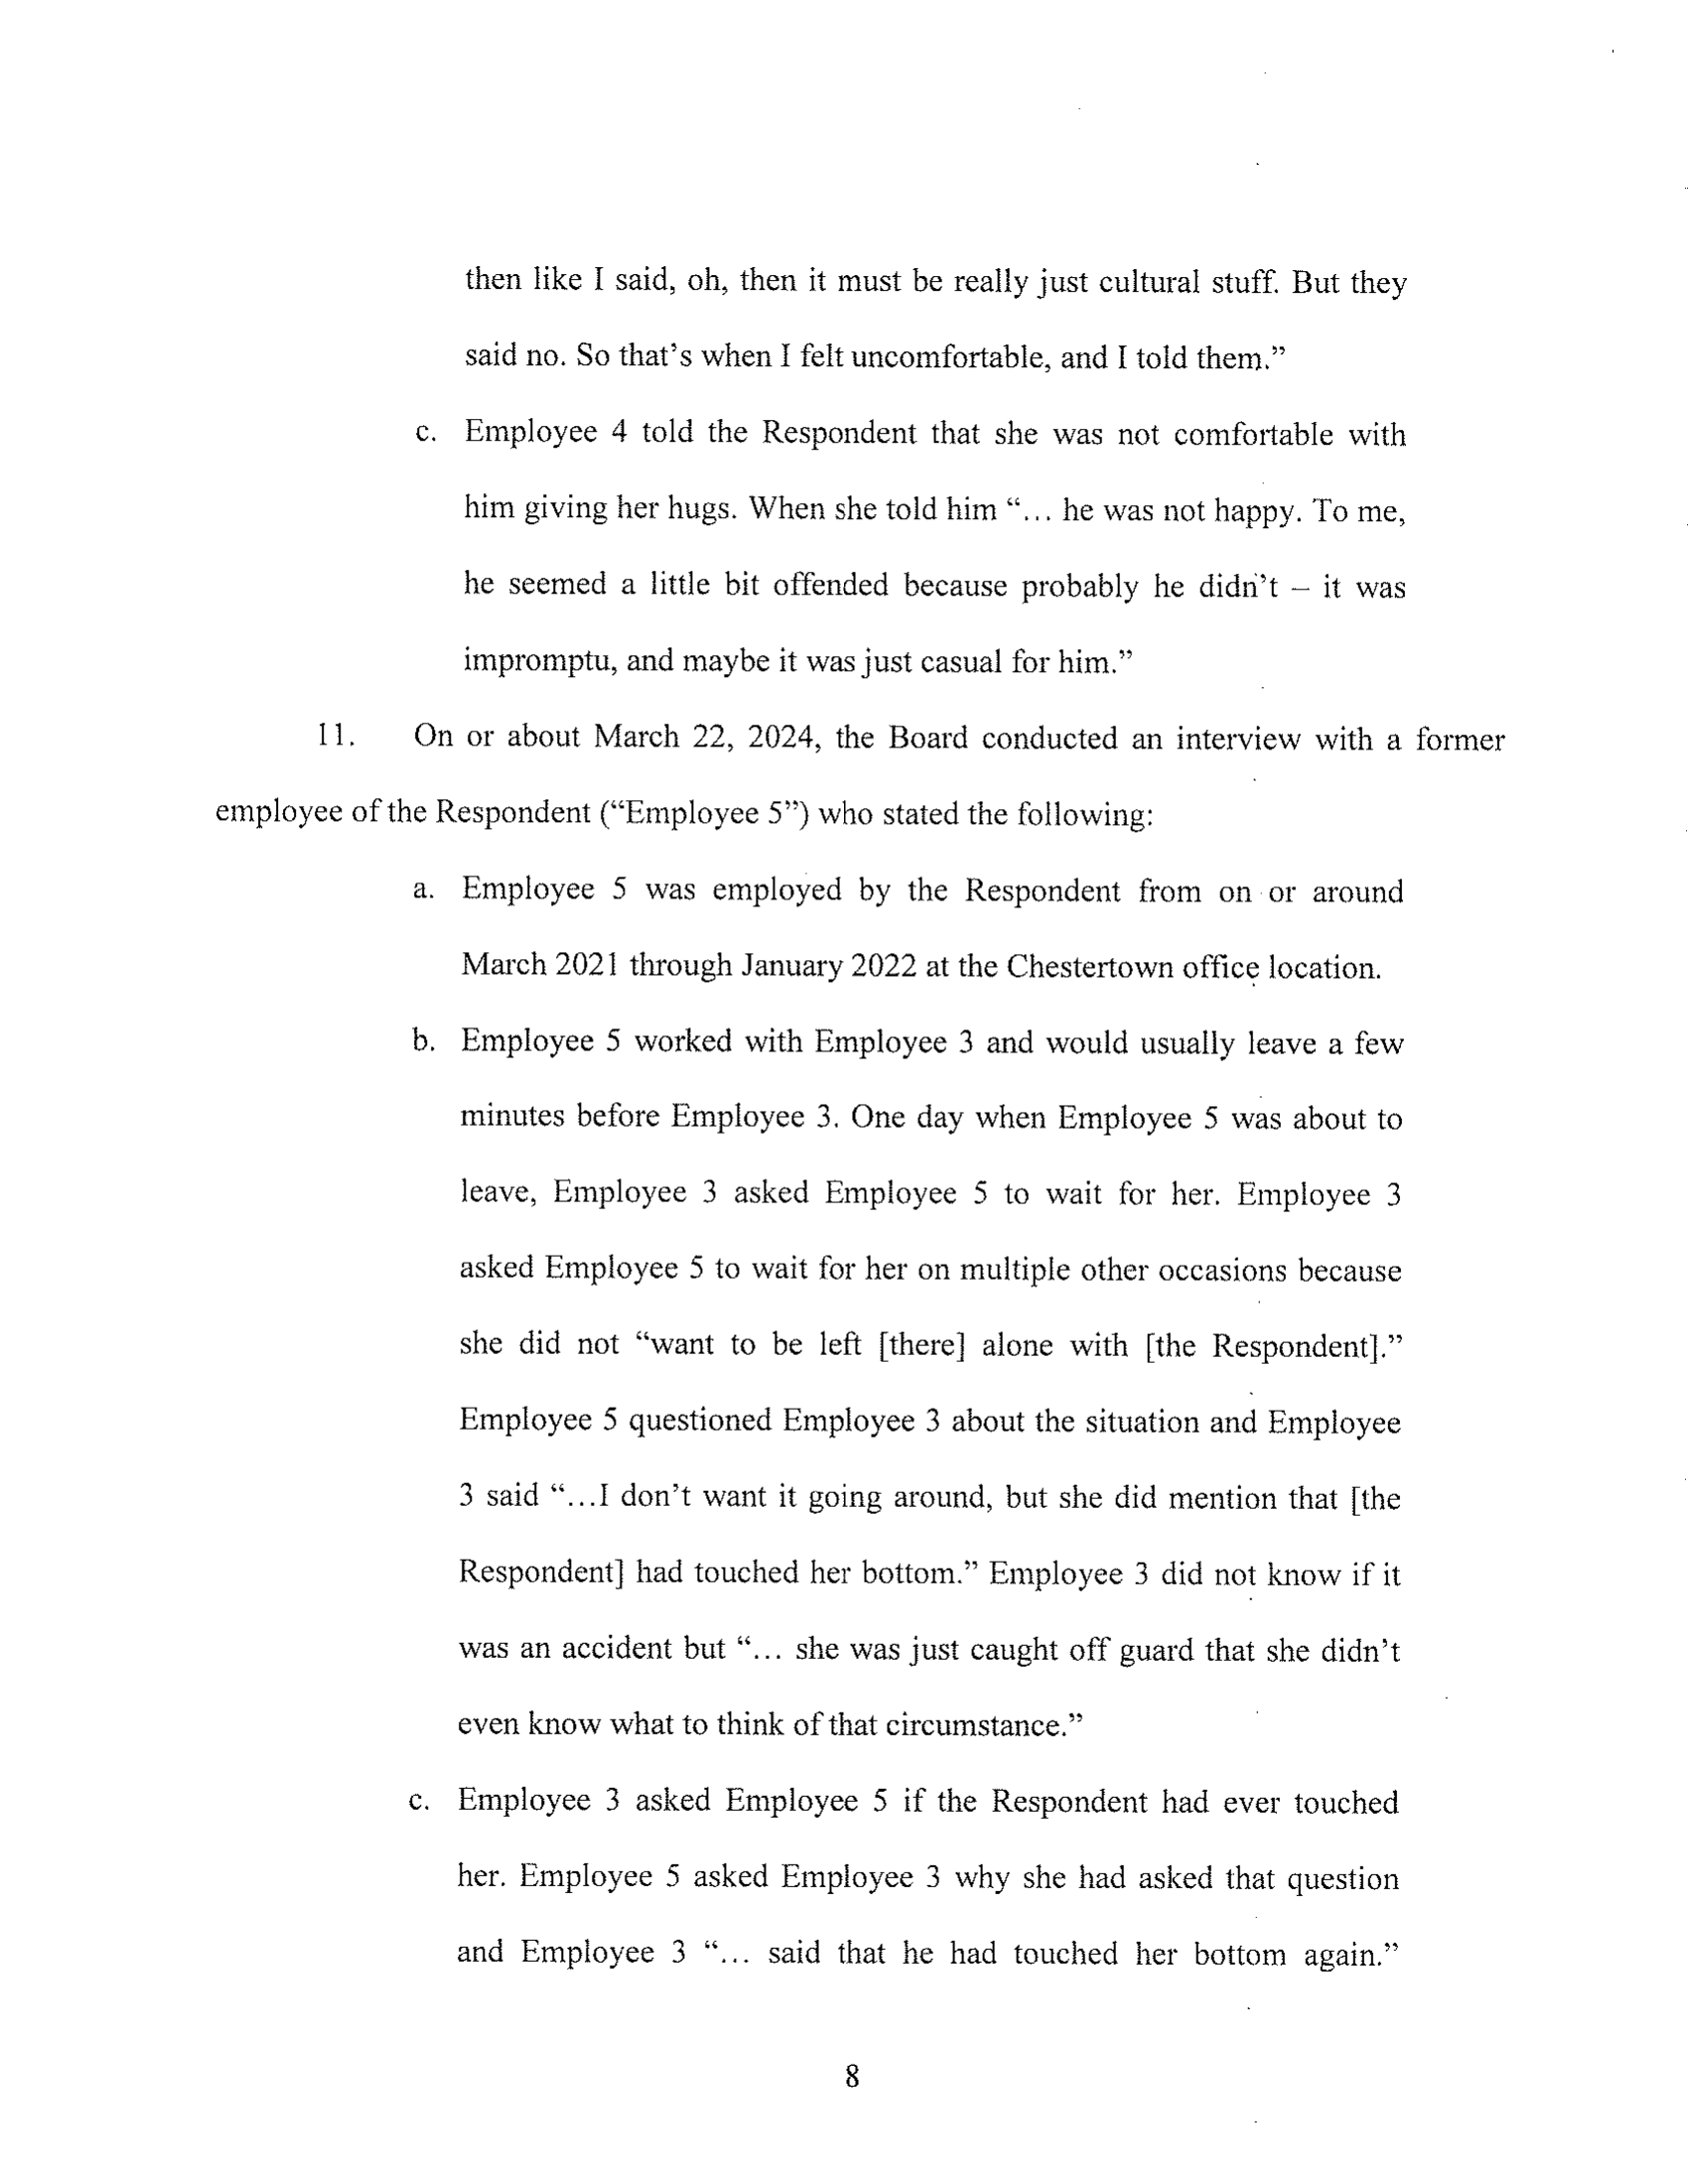 then like I said, oh, then it must be really just cultural stuff. But they
said no. So that's when I felt uncomfortable, and I told them.”
c. Employee 4 told the Respondent that she was not comfortable with
him giving her hugs. When she told him “... he was not happy. To me,
he seemed a little bit offended because probably he didn't – it was
impromptu, and maybe it was just casual for him.”
11. On or about March 22, 2024, the Board conducted an interview with a former
employee of the Respondent (“Employee 5”) who stated the following:
a. Employee 5 was employed by the Respondent from on or around
March 2021 through January 2022 at the Chestertown office location.
b. Employee 5 worked with Employee 3 and would usually leave a few
minutes before Employee 3. One day when Employee 5 was about to
leave, Employee 3 asked Employee 5 to wait for her. Employee 3
asked Employee 5 to wait for her on multiple other occasions because
she did not “want to be left [there] alone with [the Respondent].”
Employee 5 questioned Employee 3 about the situation and Employee
3 said “...I don't want it going around, but she did mention that [the
Respondent] had touched her bottom.” Employee 3 did not know if it
was an accident but “... she was just caught off guard that she didn't
even know what to think of that circumstance.”
c. Employee 3 asked Employee 5 if the Respondent had ever touched
her. Employee 5 asked Employee 3 why she had asked that question
and Employee 3 “... said that he had touched her bottom again.”
8